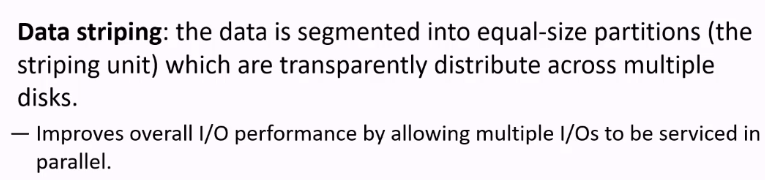 Data striping: the data is segmented into equal-size partitions (the
striping unit) which are transparently distribute across multiple
disks.
— Improves overall I/O performance by allowing multiple I/Os to be serviced in
parallel.